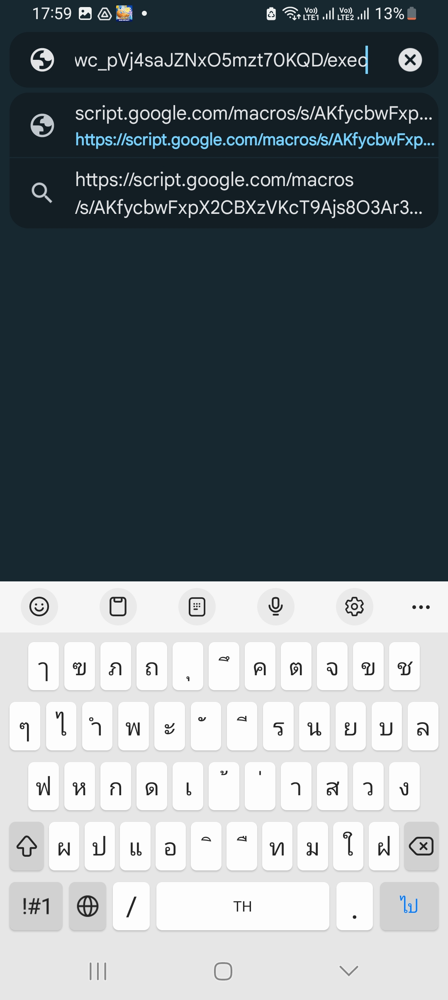 17:59 Vo)) LTE1 Vo)) LTE2 13%
wc_pVj4saJZNxO5mzt70KQD/exec
script.google.com/macros/s/AKfycbwFxp...
https://script.google.com/macros/s/AKfycbwFxp...
https://script.google.com/macros
/s/AKfycbwFxpX2CBXzVKcT9Ajs8O3Ar3...
ๅ ฃ ภ ถ ุ ึ ค ต จ ข ช
ๆ ไ ำ พ ะ ั ี ร น ย บ ล
ฟ ห ก ด เ ้ ่ า ส ว ง
ผ ป แ อ ิ ื ท ม ใ ฝ
!#1 / TH . ไป